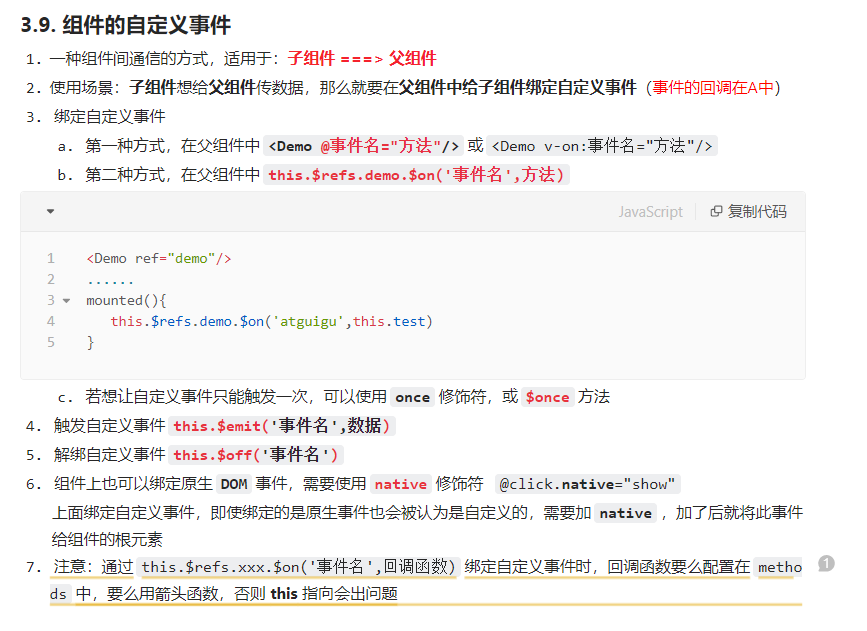 3.9. 组件的自定义事件
1. 一种组件间通信的方式，适用于：子组件 ===> 父组件
2. 使用场景：子组件想给父组件传数据，那么就要在父组件中给子组件绑定自定义事件（事件的回调在A中）
3. 绑定自定义事件
a. 第一种方式，在父组件中 <Demo @事件名="方法"/> 或 <Demo v-on:事件名="方法"/>
b. 第二种方式，在父组件中 this.$refs.demo.$on('事件名',方法)
JavaScript 复制代码
1 <Demo ref="demo"/>
2 ......
3 mounted(){
4 this.$refs.demo.$on('atguigu',this.test)
5 }
c. 若想让自定义事件只能触发一次，可以使用 once 修饰符，或 $once 方法
4. 触发自定义事件 this.$emit('事件名',数据)
5. 解绑自定义事件 this.$off('事件名')
6. 组件上也可以绑定原生 DOM 事件，需要使用 native 修饰符 @click.native="show"
上面绑定自定义事件，即使绑定的是原生事件也会被认为是自定义的，需要加 native ，加了后就将此事件
给组件的根元素
7. 注意：通过 this.$refs.xxx.$on('事件名',回调函数) 绑定自定义事件时，回调函数要么配置在 metho 1
ds 中，要么用箭头函数，否则 this 指向会出问题